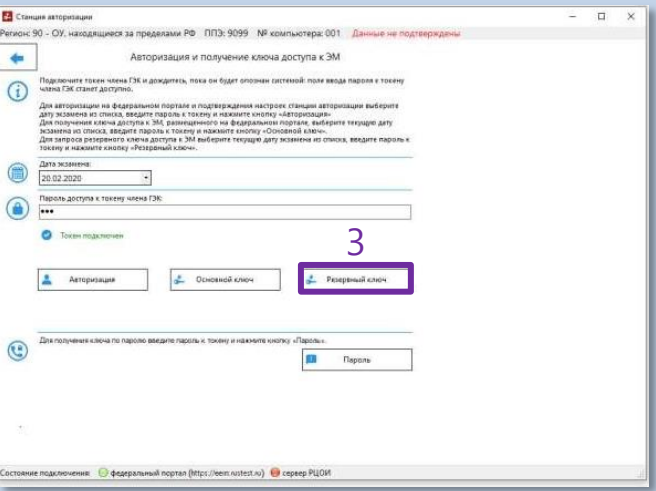 Станция авторизации
Регион: 90 - ОУ, находящиеся за пределами РФ ППЭ: 9099 № компьютера: 001 Данные не подтверждены
Авторизация и получение ключа доступа к ЭМ
Подключите токен члена ГЭК и дождитесь, пока он будет опознан системой: поле ввода пароля к токену
члена ГЭК станет доступно.
Для авторизации на федеральном портале и подтверждения настроек станции авторизации выберите
дату экзамена из списка, введите пароль к токену и нажмите кнопку «Авторизация»
Для получения ключа доступа к ЭМ, размещенного на федеральном портале, выберите текущую дату
экзамена из списка, введите пароль к токену и нажмите кнопку «Основной ключ».
Для запроса резервного ключа доступа к ЭМ выберите текущую дату экзамена из списка, введите пароль к
токену и нажмите кнопку «Резервный ключ».
Дата экзамена:
20.02.2020
Пароль доступа к токену члена ГЭК:
Токен подключен
3
Авторизация Основной ключ Резервный ключ
Для получения ключа по паролю введите пароль к токену и нажмите кнопку «Пароль».
Пароль
Состояние подключения: федеральный портал (https://eem.rustest.ru) сервер РЦОИ